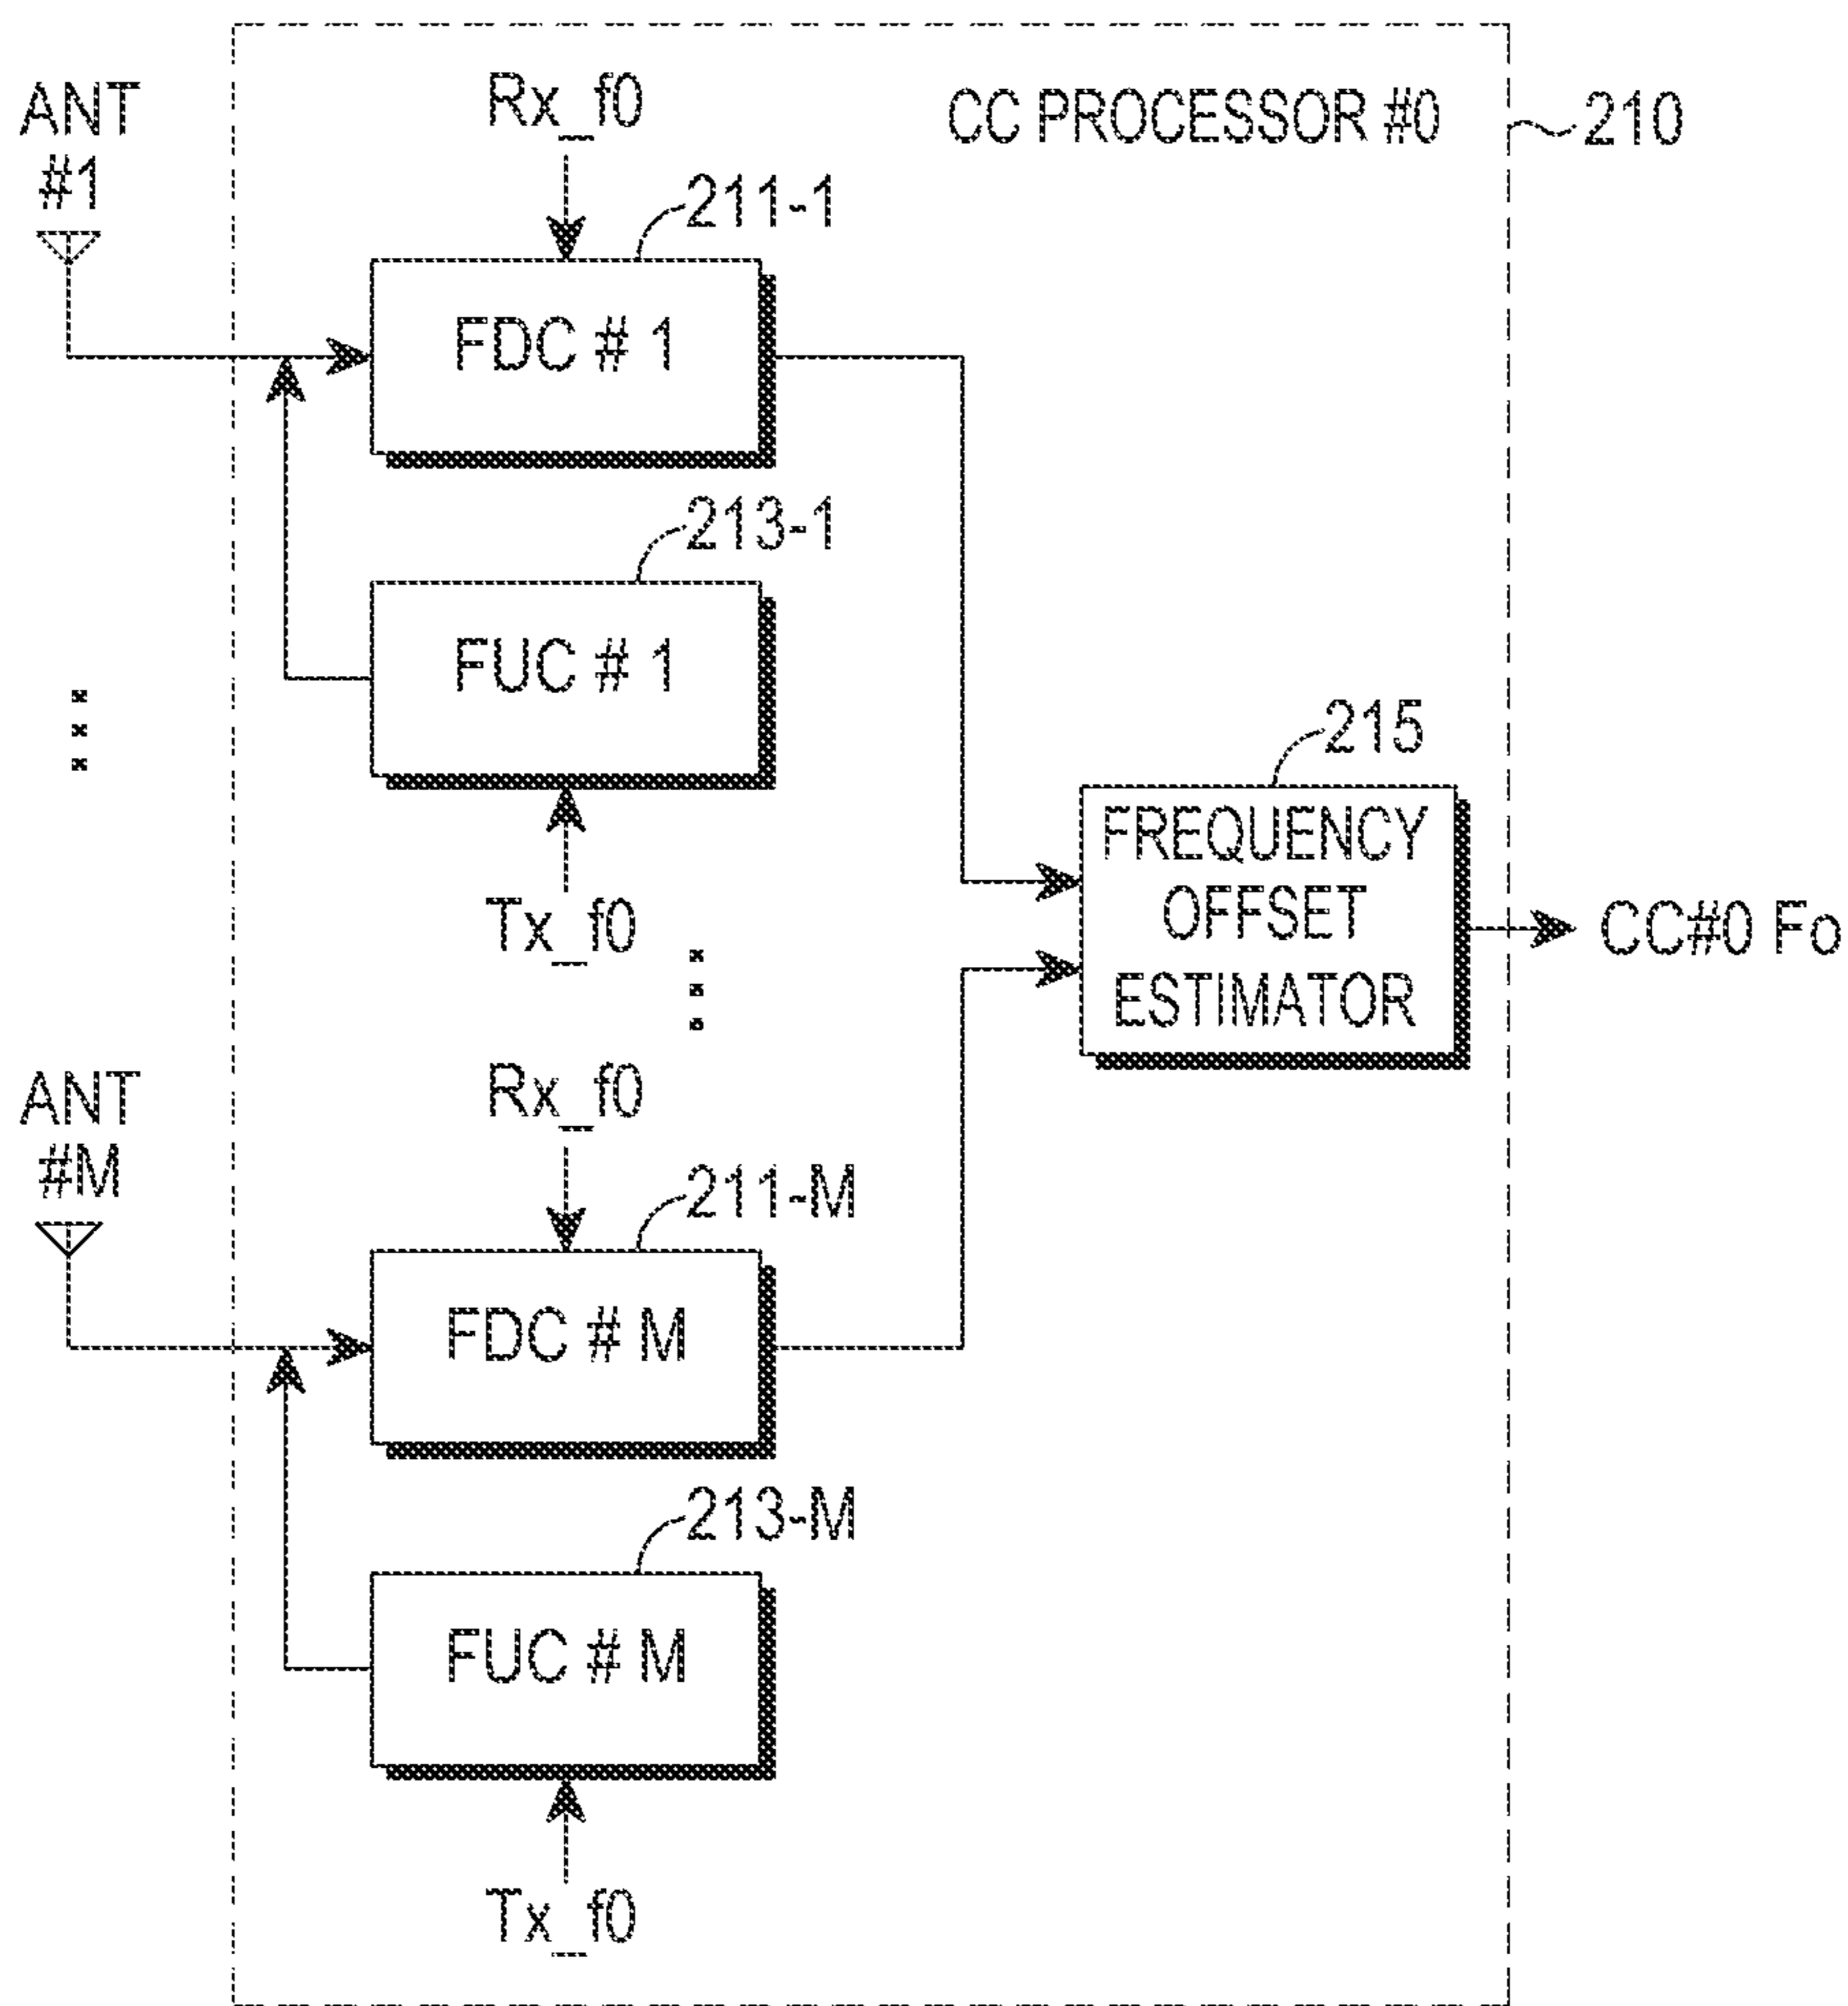 ANT
#1
Rx_f0
CC PROCESSOR #0
210
211-1
FDC # 1
213-1
FUC # 1
Tx_f0
215
FREQUENCY
OFFSET
ESTIMATOR
CC#0 Fo
ANT
#M
Rx_f0
211-M
FDC # M
213-M
FUC # M
Tx_f0